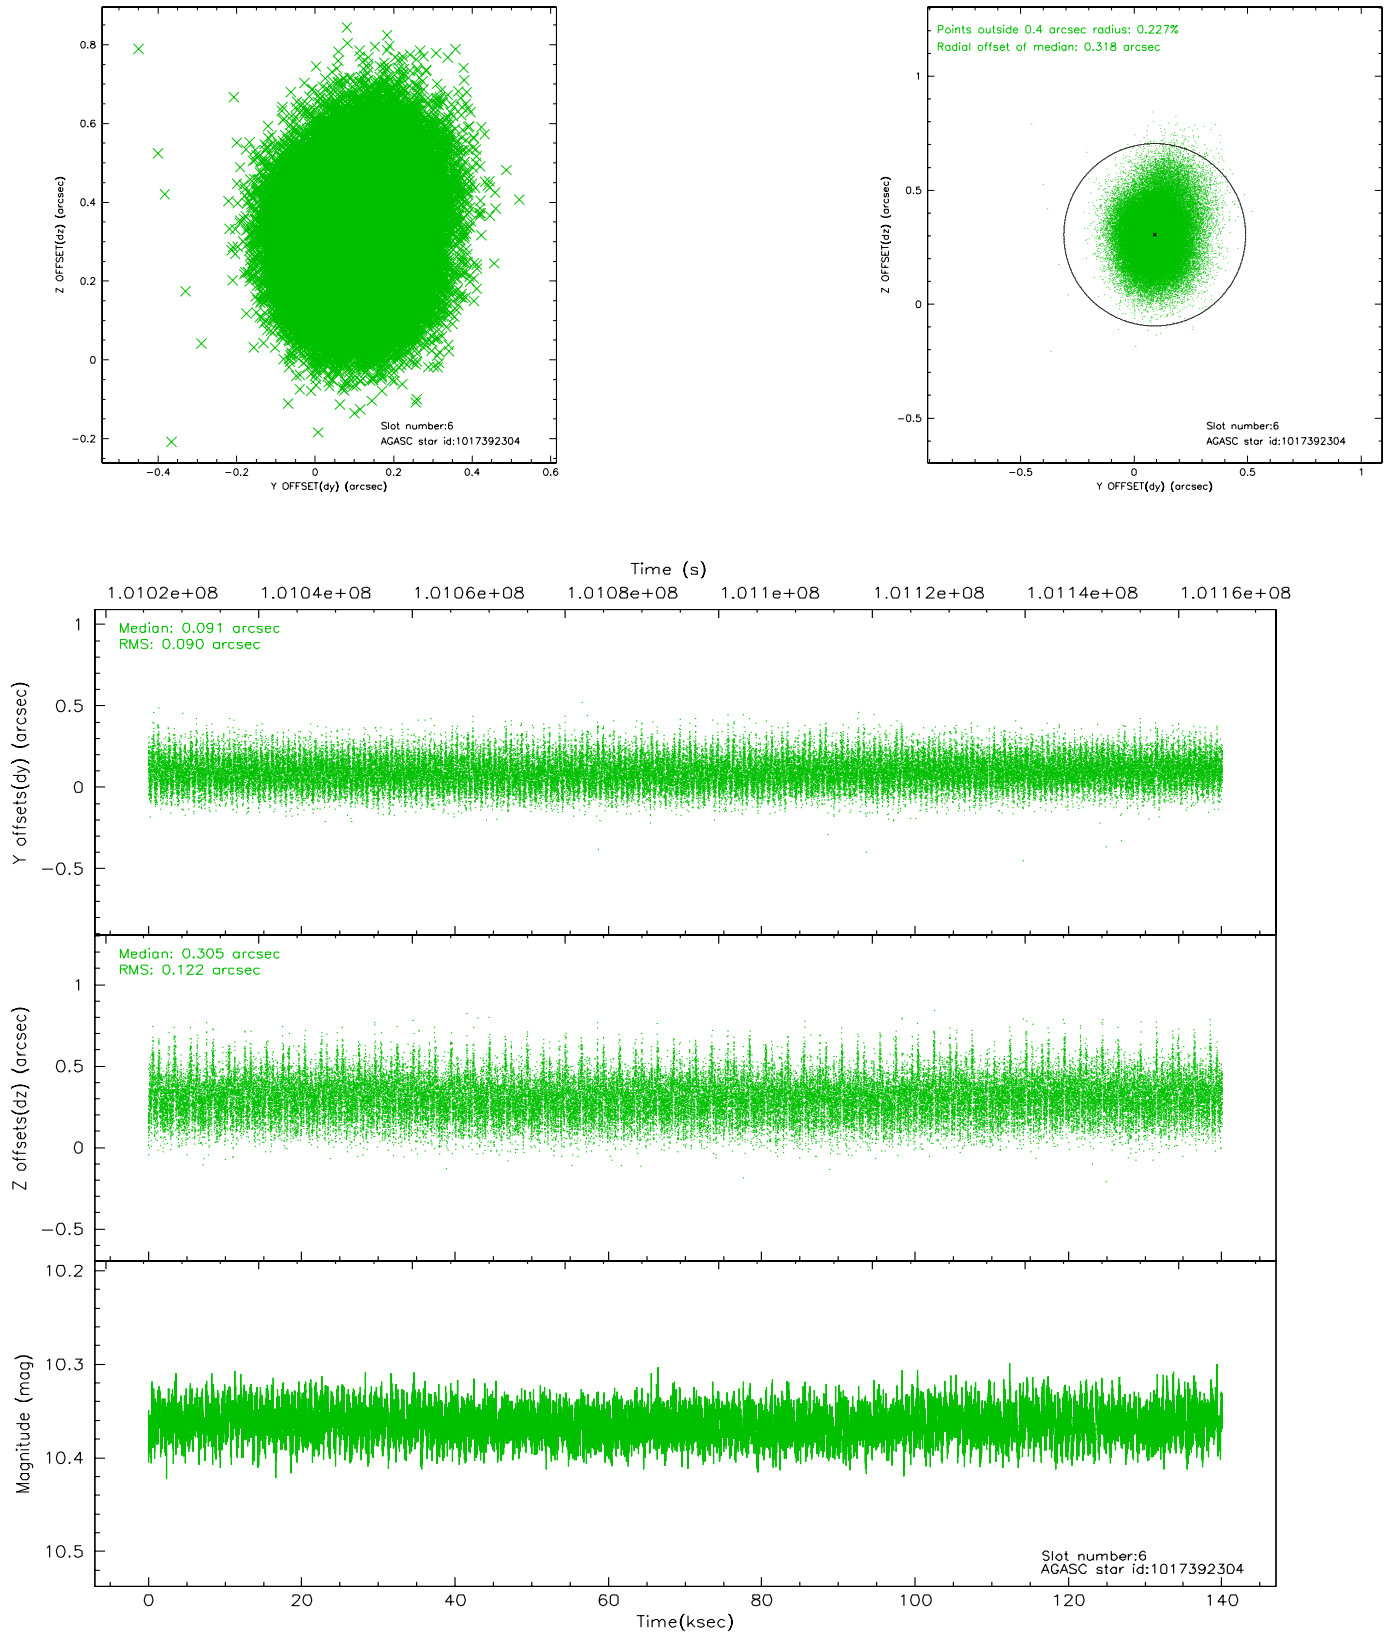 0.8
0.6
0.4
0.2
0
−0.2
Z OFFSET(dz) (arcsec)
−0.4 −0.2 0 0.2 0.4 0.6
Y OFFSET(dy) (arcsec)
Slot number:6
AGASC star id:1017392304
Points outside 0.4 arcsec radius: 0.227%
Radial offset of median: 0.318 arcsec
1
0.5
0
−0.5
Z OFFSET(dz) (arcsec)
−0.5 0 0.5 1
Y OFFSET(dy) (arcsec)
Slot number:6
AGASC star id:1017392304
Time (s)
1.0102e+08 1.0104e+08 1.0106e+08 1.0108e+08 1.011e+08 1.0112e+08 1.0114e+08 1.0116e+08
Median: 0.091 arcsec
RMS: 0.090 arcsec
1
0.5
0
−0.5
Y offsets(dy) (arcsec)
Median: 0.305 arcsec
RMS: 0.122 arcsec
1
0.5
0
−0.5
Z offsets(dz) (arcsec)
10.2
10.3
10.4
10.5
Magnitude (mag)
Slot number:6
AGASC star id:1017392304
0 20 40 60 80 100 120 140
Time(ksec)